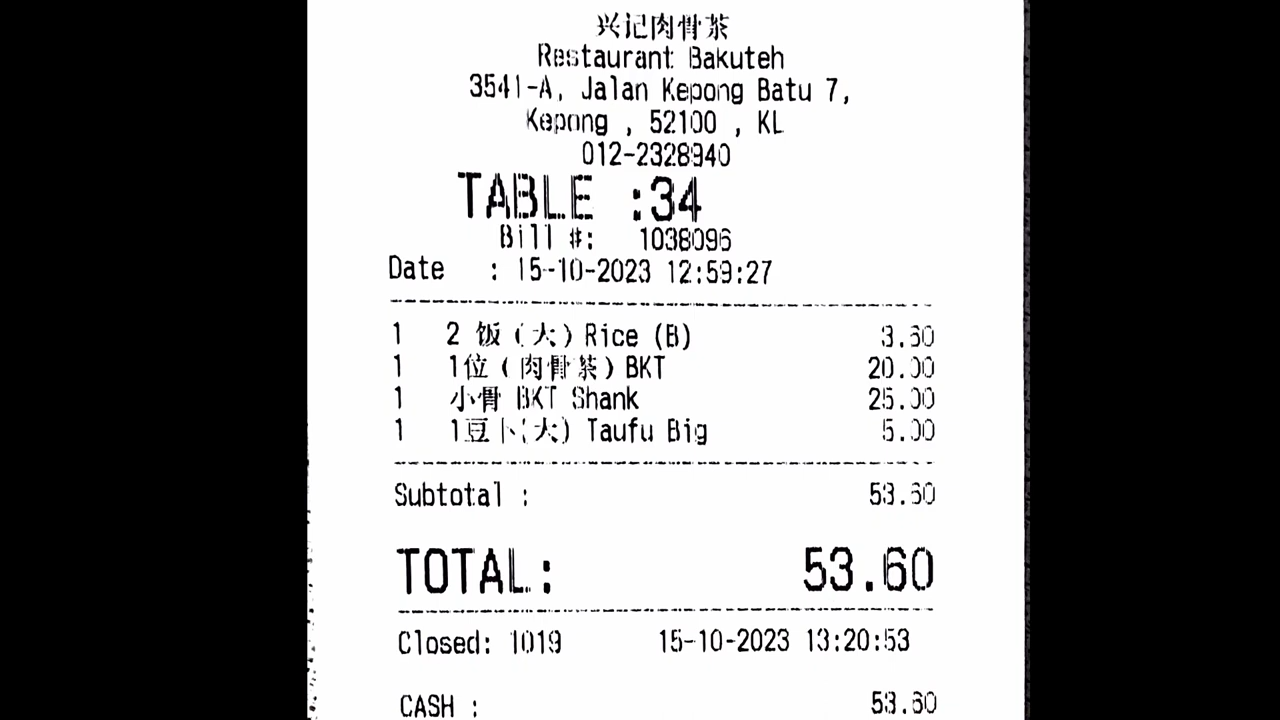 兴记肉骨茶
Restaurant Bakuteh
3541-A, Jalan Kepong Batu 7,
Kepong , 52100 , KL
012-2328940
TABLE :34
Bill #: 1038096
Date : 15-10-2023 12:59:27
1 2 饭(大)Rice (B) 3.60
1 1位(肉骨茶)BKT 20.00
1 小骨 BKT Shank 25.00
1 1豆卜(大) Taufu Big 5.00
Subtotal : 53.60
TOTAL: 53.60
Closed: 1019 15-10-2023 13:20:53
CASH : 53.60